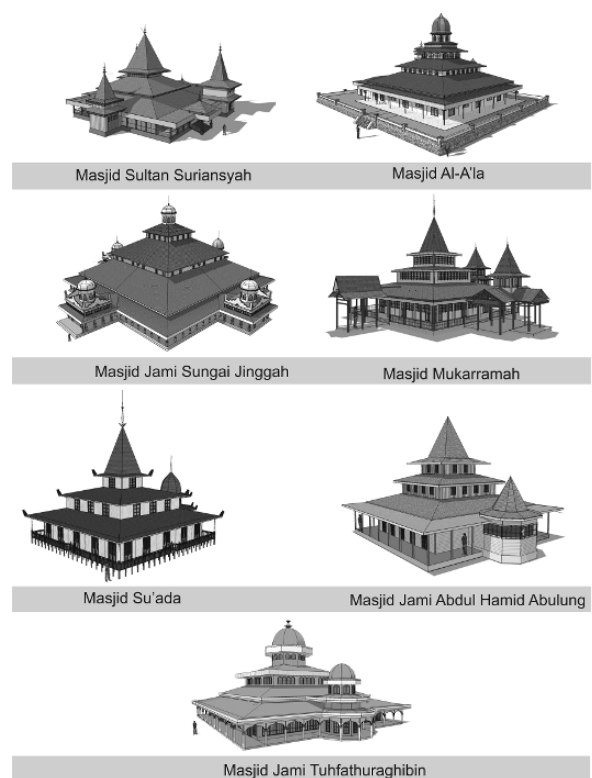 Masjid Sultan Suriansyah
Masjid Al-A'la
Masjid Jami Sungai Jinggah
Masjid Mukarramah
Masjid Su'ada
Masjid Jami Abdul Hamid Abulung
Masjid Jami Tuhfathuraghibin